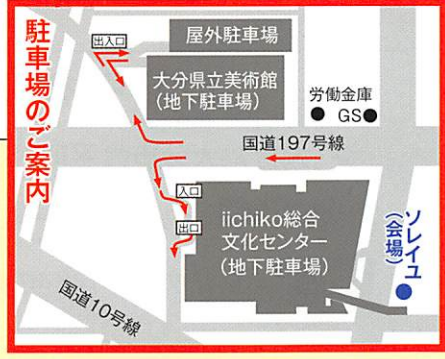 駐車場のご案内
出入口
屋外駐車場
大分県立美術館
(地下駐車場)
労働金庫
GS
国道197号線
入口
出口
iichiko総合
文化センター
(地下駐車場)
ソレイユ
(会場)
国道10号線